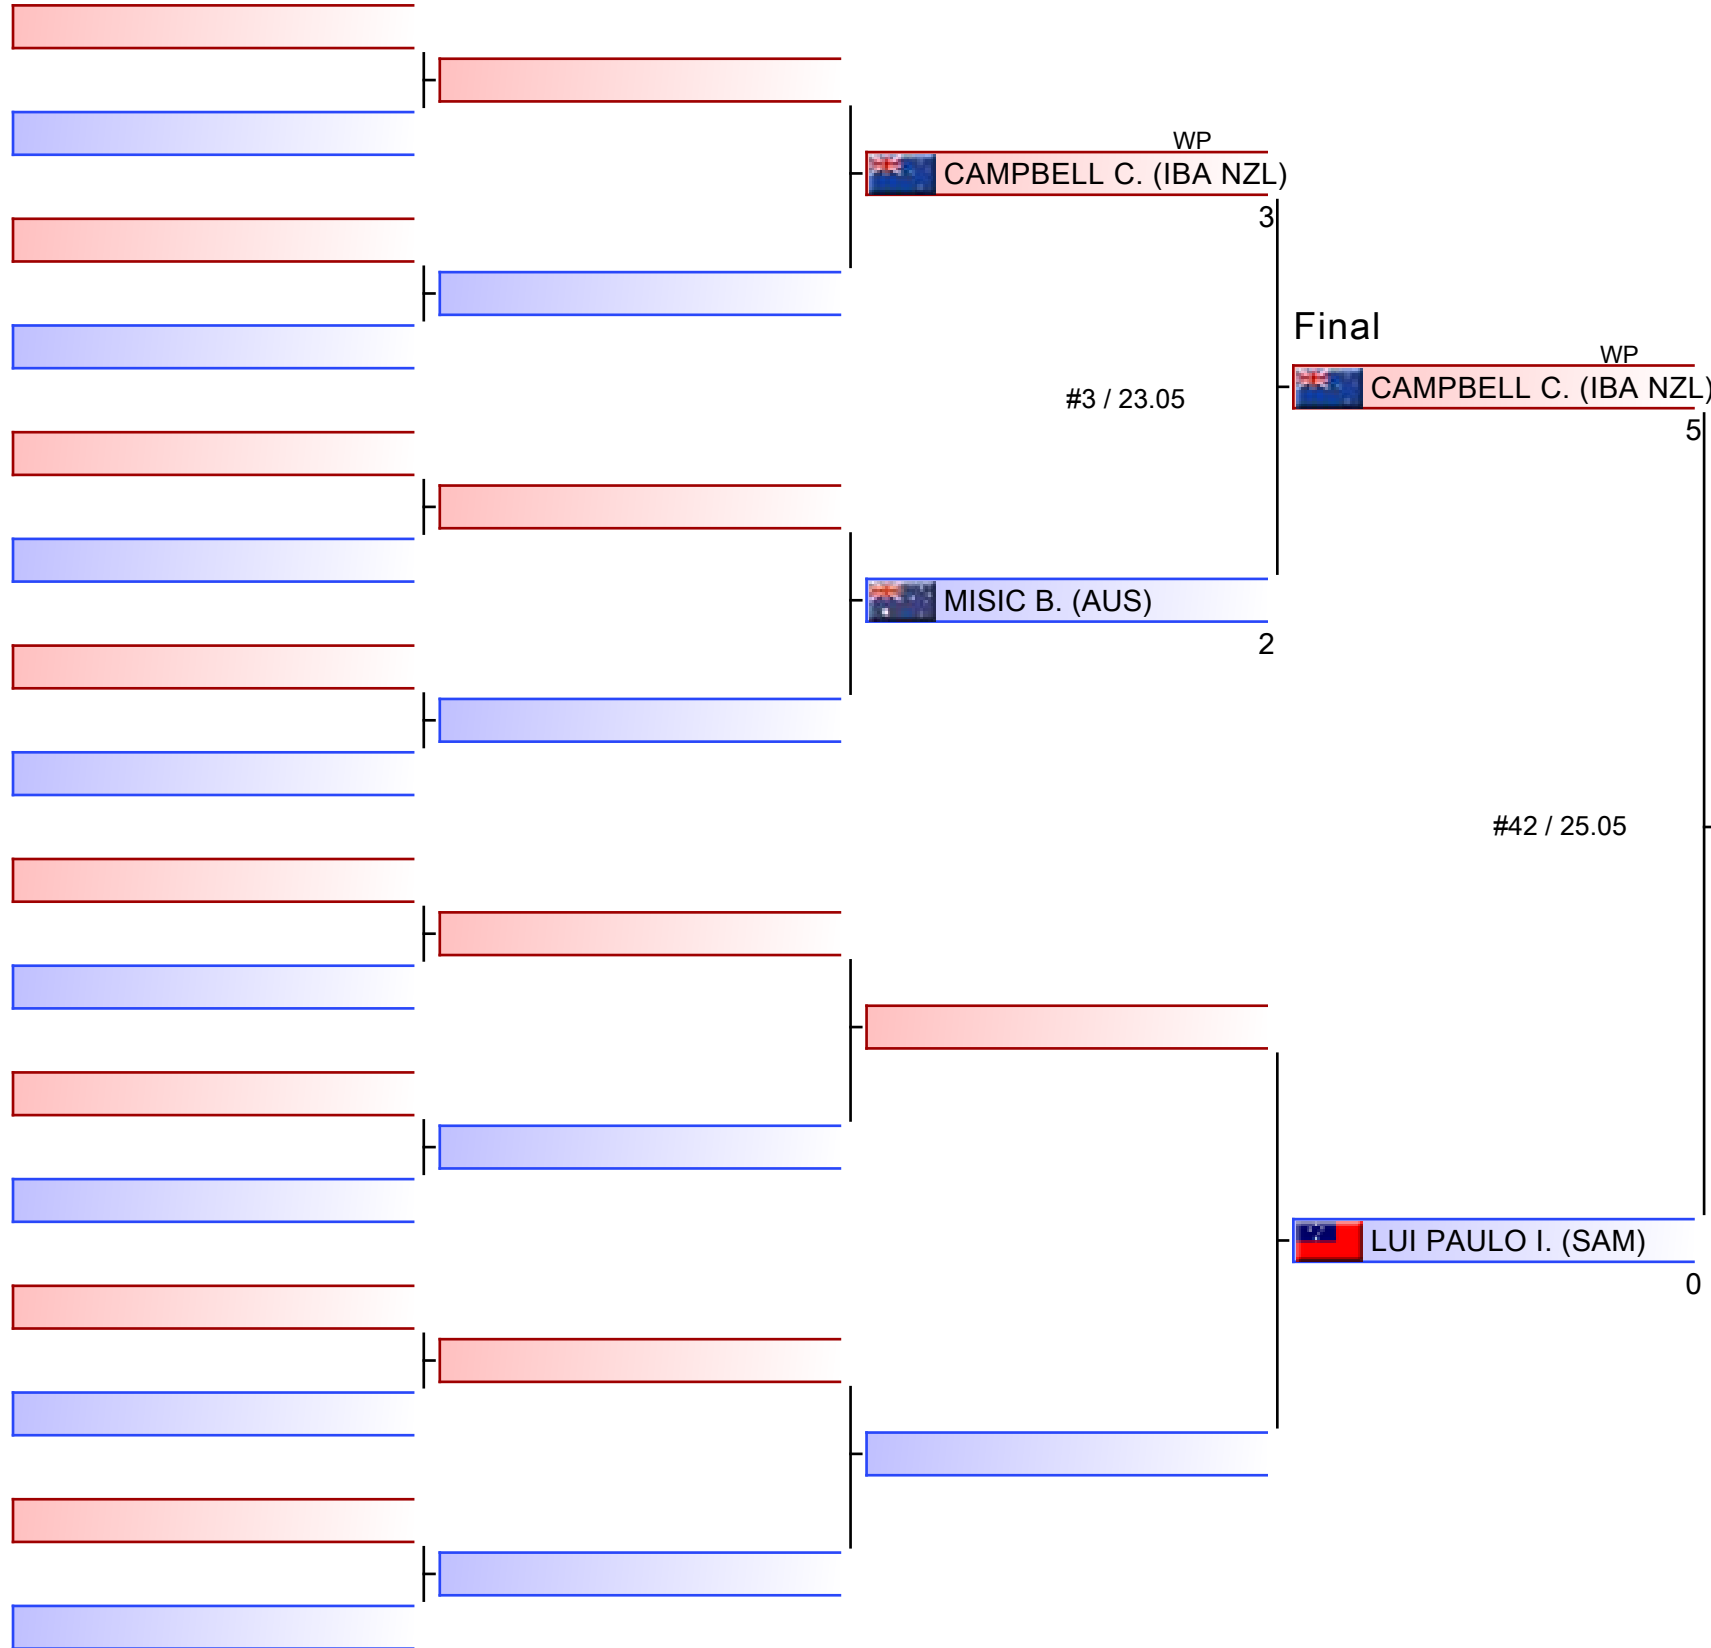 WP
CAMPBELL C. (IBA NZL)
3
Final
WP
CAMPBELL C. (IBA NZL)
#3 / 23.05
5
MISIC B. (AUS)
2
#42 / 25.05
LUI PAULO I. (SAM)
0